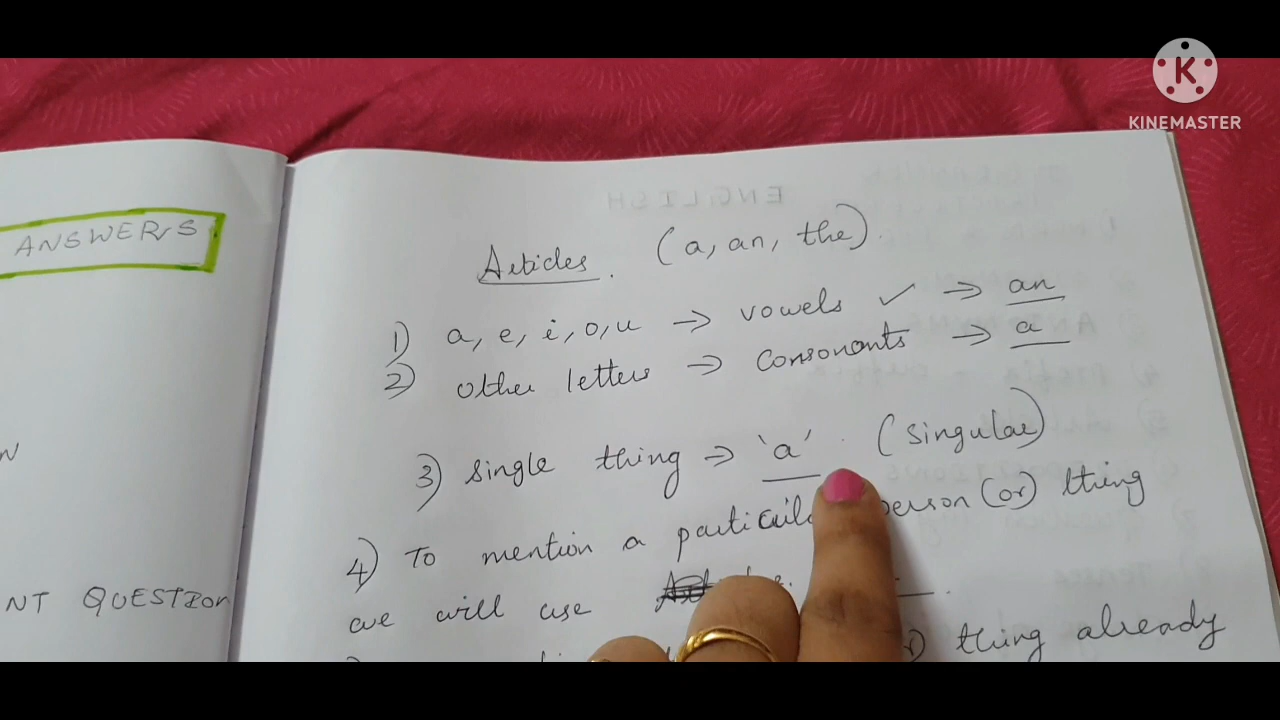 KINEMASTER
ANSWERS
NT QUESTION
ENGLISH
Articles. (a, an, the).
1) a, e, i, o, u → vowels ✓ → an
2) other letters → consonants → a
3) single thing → 'a' (singular)
4) To mention a person (or) thing
we will use
thing already